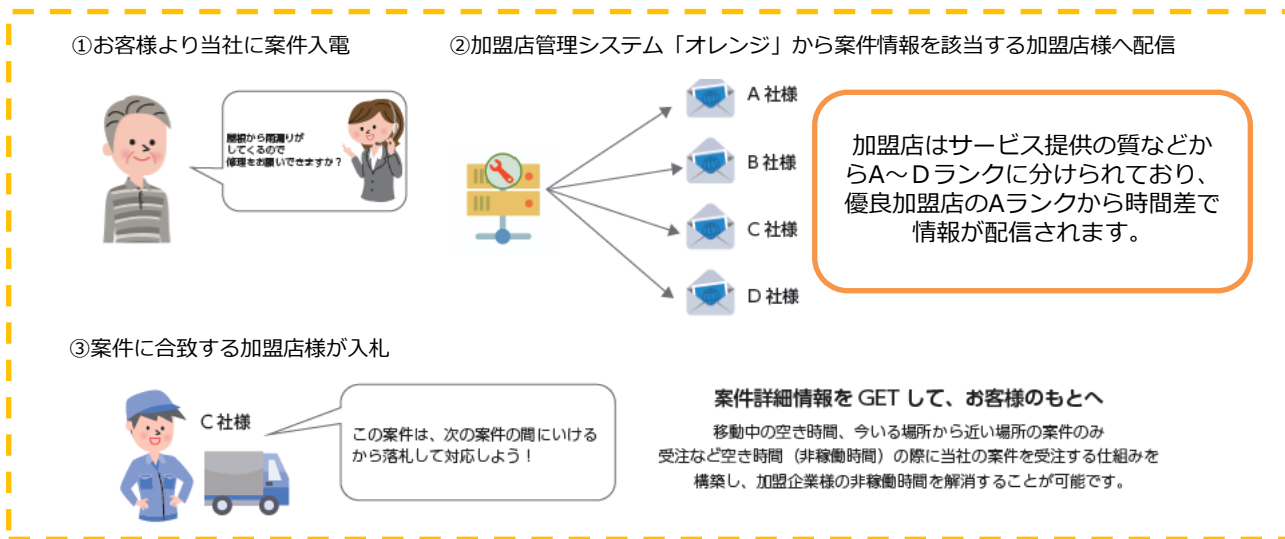 ①お客様より当社に案件入電
②加盟店管理システム「オレンジ」から案件情報を該当する加盟店様へ配信
屋根から雨漏りが
してくるので
修理をお願いできますか？
A 社様
B 社様
C 社様
D 社様
加盟店はサービス提供の質などか
らA～Ｄランクに分けられており、
優良加盟店のAランクから時間差で
情報が配信されます。
③案件に合致する加盟店様が入札
C 社様
この案件は、次の案件の間にいける
から落札して対応しよう！
案件詳細情報を GET して、お客様のもとへ
移動中の空き時間、今いる場所から近い場所の案件のみ
受注など空き時間（非稼働時間）の際に当社の案件を受注する仕組みを
構築し、加盟企業様の非稼働時間を解消することが可能です。